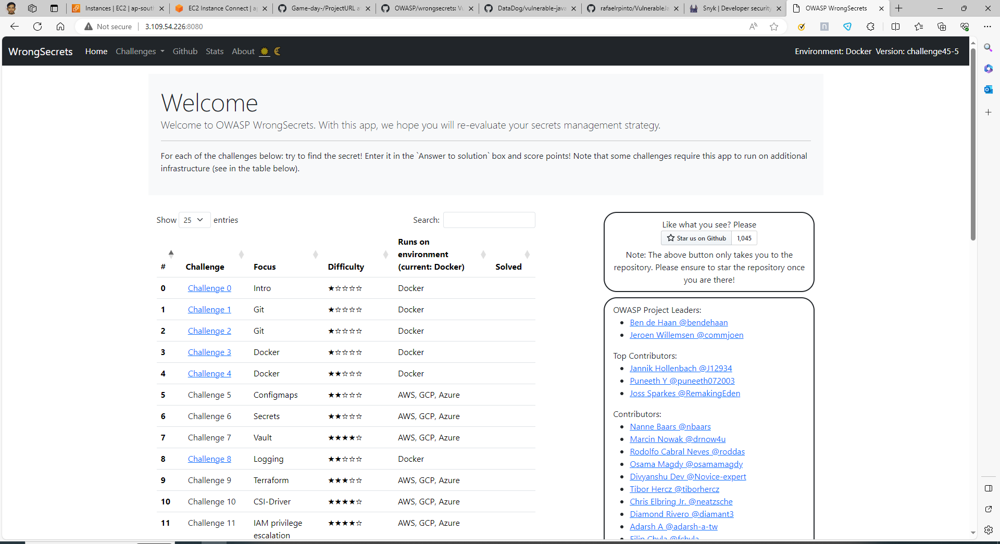 Instances | EC2 | ap-sout
EC2 Instance Connect | a
Game-day-/ProjectURL a
OWASP/wrongsecrets: Vu
DataDog/vulnerable-java
rafaelrpinto/VulnerableJa
Snyk | Developer security
OWASP WrongSecrets
Not secure
3.109.54.226:8080
WrongSecrets Home Challenges Github Stats About
Environment: Docker Version: challenge45-5
Welcome
Welcome to OWASP WrongSecrets. With this app, we hope you will re-evaluate your secrets management strategy.
For each of the challenges below: try to find the secret! Enter it in the `Answer to solution` box and score points! Note that some challenges require this app to run on additional
infrastructure (see in the table below).
Show 25 entries
Search:
# Challenge Focus Difficulty Runs on environment (current: Docker) Solved
0 Challenge 0 Intro ★☆☆☆☆ Docker
1 Challenge 1 Git ★☆☆☆☆ Docker
2 Challenge 2 Git ★☆☆☆☆ Docker
3 Challenge 3 Docker ★☆☆☆☆ Docker
4 Challenge 4 Docker ★★☆☆☆ Docker
5 Challenge 5 Configmaps ★★☆☆☆ AWS, GCP, Azure
6 Challenge 6 Secrets ★★☆☆☆ AWS, GCP, Azure
7 Challenge 7 Vault ★★★★☆ AWS, GCP, Azure
8 Challenge 8 Logging ★★☆☆☆ Docker
9 Challenge 9 Terraform ★★★☆☆ AWS, GCP, Azure
10 Challenge 10 CSI-Driver ★★★★☆ AWS, GCP, Azure
11 Challenge 11 IAM privilege escalation ★★★★☆ AWS, GCP, Azure
Like what you see? Please
Star us on Github 1,045
Note: The above button only takes you to the
repository. Please ensure to star the repository once
you are there!
OWASP Project Leaders:
Ben de Haan @bendehaan
Jeroen Willemsen @commjoen
Top Contributors:
Jannik Hollenbach @J12934
Puneeth Y @puneeth072003
Joss Sparkes @RemakingEden
Contributors:
Nanne Baars @nbaars
Marcin Nowak @drnow4u
Rodolfo Cabral Neves @roddas
Osama Magdy @osamamagdy
Divyanshu Dev @Novice-expert
Tibor Hercz @tiborhercz
Chris Elbring Jr. @neatzsche
Diamond Rivero @diamant3
Adarsh A @adarsh-a-tw
Filip Chyla @fchyla